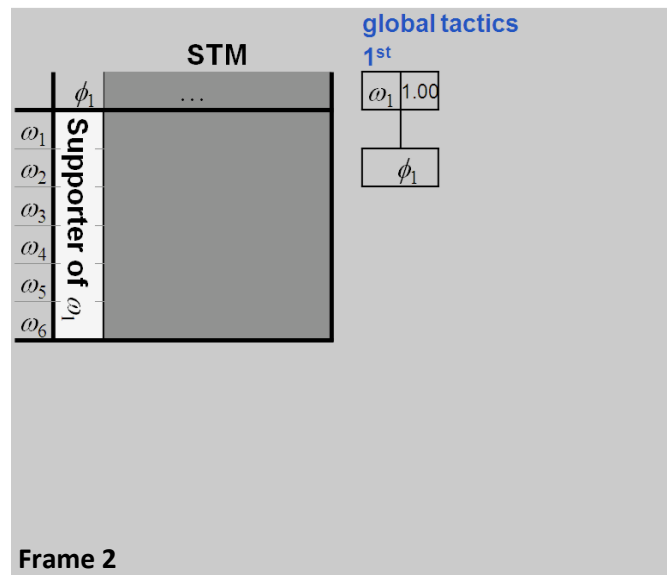 global tactics
STM
1st
ϕ1 ...
ω1 1.00
ω1
ω2
ω3
ω4
ω5
ω6
Supporter of ω1
ϕ1
Frame 2